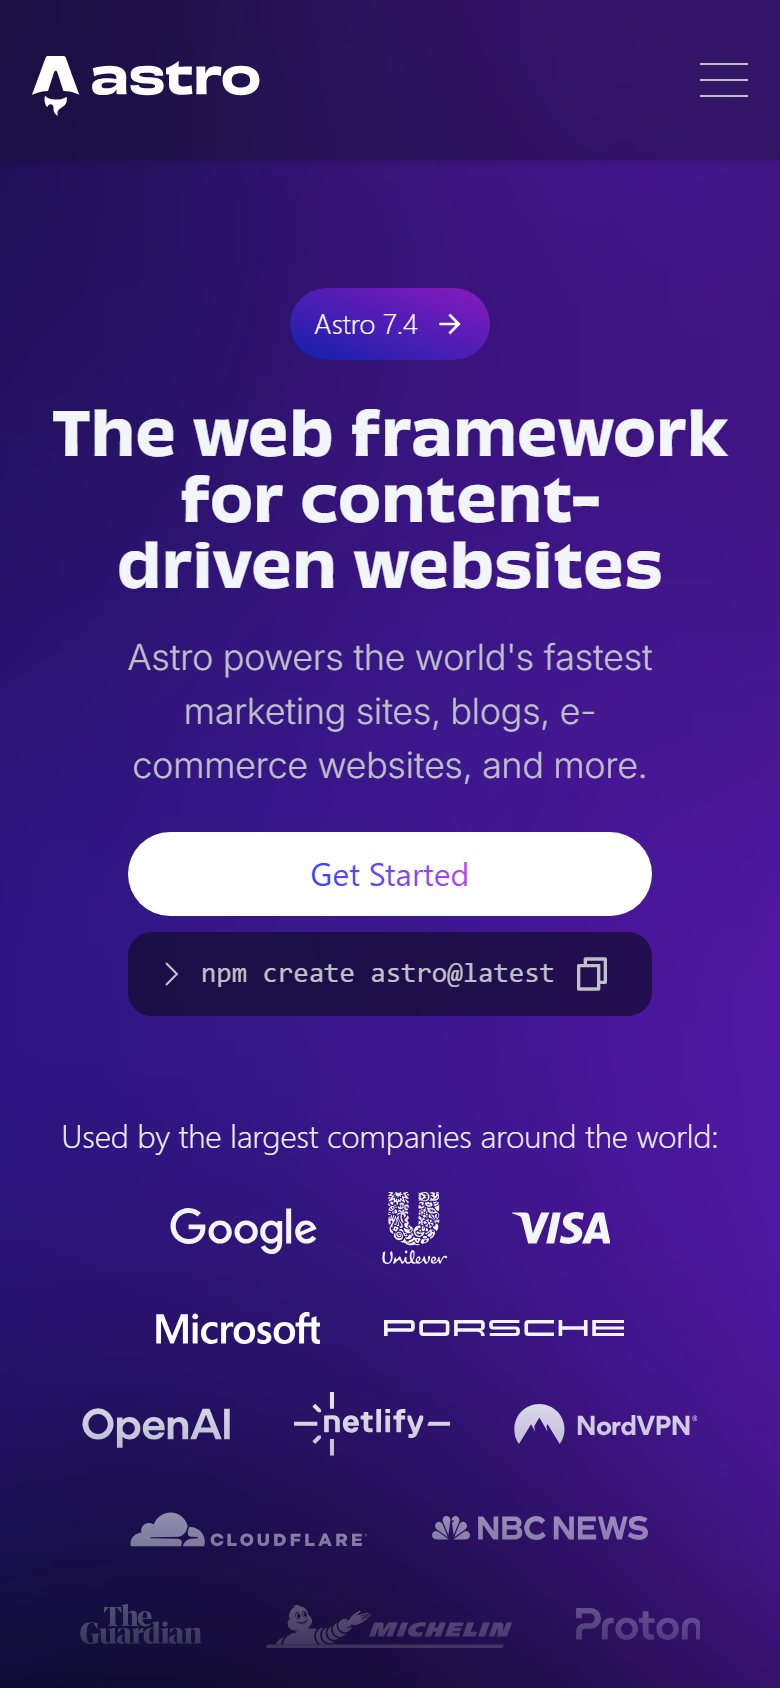 astro
Astro 7.4
The web framework
for content-
driven websites
Astro powers the world's fastest
marketing sites, blogs, e-
commerce websites, and more.
Get Started
npm create astro@latest
Used by the largest companies around the world:
Google Unilever VISA
Microsoft PORSCHE
OpenAI netlify NordVPN®
CLOUDFLARE NBC NEWS
The Guardian MICHELIN Proton